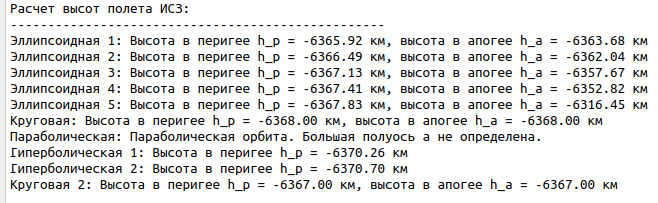 Расчет высот полета ИСЗ:
--------------------------------------------------
Эллипсоидная 1: Высота в перигее h_p = -6365.92 км, высота в апогее h_a = -6363.68 км
Эллипсоидная 2: Высота в перигее h_p = -6366.49 км, высота в апогее h_a = -6362.04 км
Эллипсоидная 3: Высота в перигее h_p = -6367.13 км, высота в апогее h_a = -6357.67 км
Эллипсоидная 4: Высота в перигее h_p = -6367.41 км, высота в апогее h_a = -6352.82 км
Эллипсоидная 5: Высота в перигее h_p = -6367.83 км, высота в апогее h_a = -6316.45 км
Круговая: Высота в перигее h_p = -6368.00 км, высота в апогее h_a = -6368.00 км
Параболическая: Параболическая орбита. Большая полуось a не определена.
Гиперболическая 1: Высота в перигее h_p = -6370.26 км
Гиперболическая 2: Высота в перигее h_p = -6370.70 км
Круговая 2: Высота в перигее h_p = -6367.00 км, высота в апогее h_a = -6367.00 км